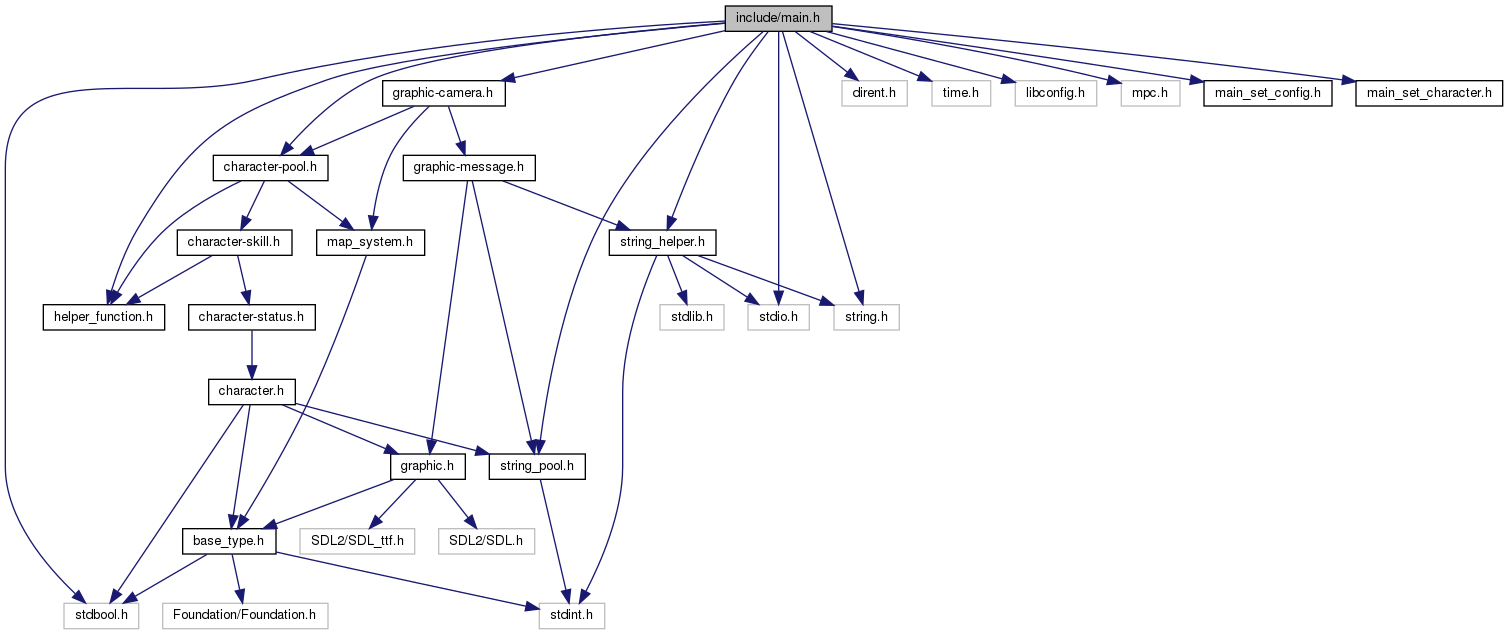 include/main.h
graphic-camera.h
dirent.h
time.h
libconfig.h
mpc.h
main_set_config.h
main_set_character.h
character-pool.h
graphic-message.h
character-skill.h
map_system.h
string_helper.h
helper_function.h
character-status.h
stdlib.h
stdio.h
string.h
character.h
graphic.h
string_pool.h
base_type.h
SDL2/SDL_ttf.h
SDL2/SDL.h
stdbool.h
Foundation/Foundation.h
stdint.h